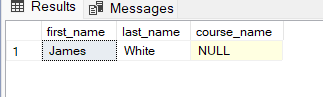 Results Messages
first_name last_name course_name
1 James White NULL